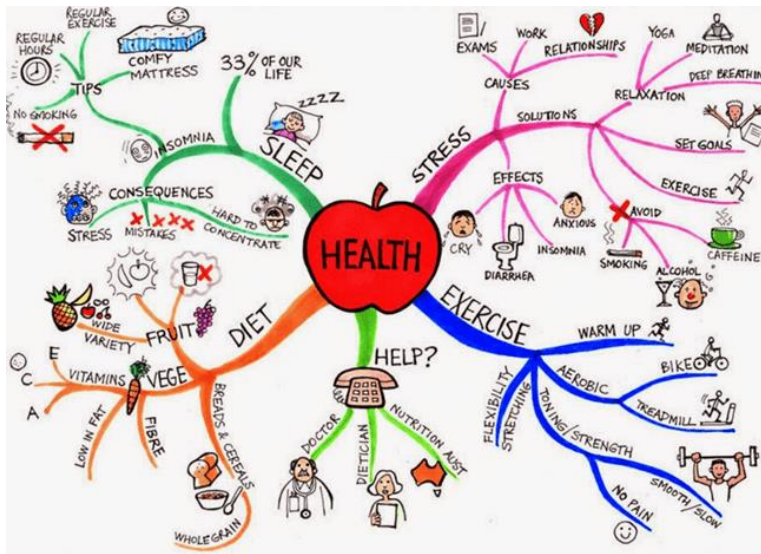 HEALTH
SLEEP
33% OF OUR
LIFE
ZZZZ
INSOMNIA
TIPS
REGULAR
HOURS
REGULAR
EXERCISE
COMFY
MATTRESS
NO SMOKING
CONSEQUENCES
STRESS
MISTAKES
HARD TO
CONCENTRATE
STRESS
CAUSES
EXAMS
WORK
RELATIONSHIPS
SOLUTIONS
RELAXATION
YOGA
MEDITATION
DEEP BREATHIN
SET GOALS
EXERCISE
AVOID
SMOKING
ALCOHOL
CAFFEINE
EFFECTS
CRY
DIARRHEA
INSOMNIA
ANXIOUS
EXERCISE
WARM UP
AEROBIC
BIKE
TREADMILL
TONING/STRENGTH
SMOOTH/SLOW
NO PAIN
FLEXIBILITY
STRETCHING
HELP?
DOCTOR
DIETICIAN
NUTRITION AUST
DIET
FRUIT
WIDE
VARIETY
VEGE
VITAMINS
E
C
A
LOW IN FAT
FIBRE
BREADS & CEREALS
WHOLEGRAIN